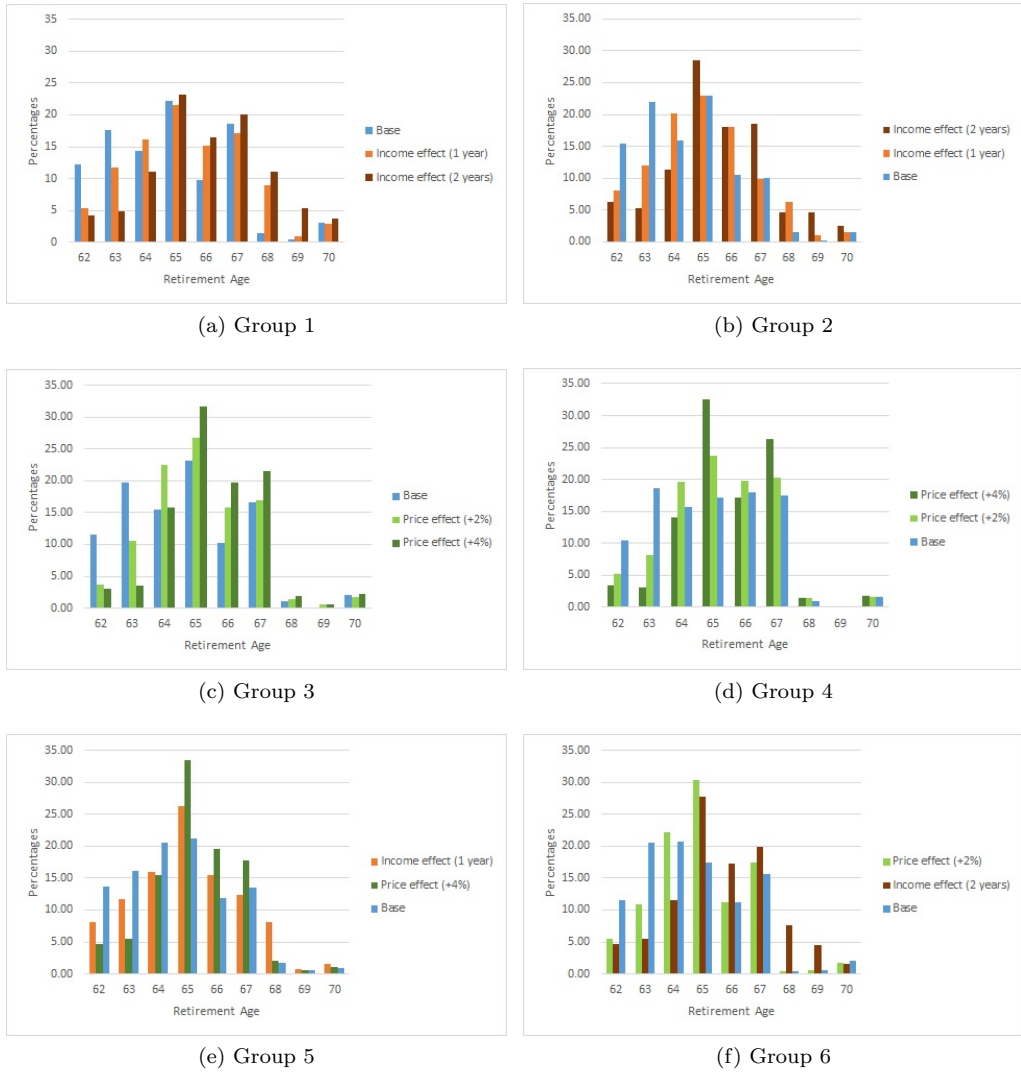 35
30
25
20
15
10
5
0
Percentages
62 63 64 65 66 67 68 69 70
Retirement Age
Base
Income effect (1 year)
Income effect (2 years)
(a) Group 1
35.00
30.00
25.00
20.00
15.00
10.00
5.00
0.00
Percentages
62 63 64 65 66 67 68 69 70
Retirement Age
Income effect (2 years)
Income effect (1 year)
Base
(b) Group 2
35.00
30.00
25.00
20.00
15.00
10.00
5.00
0.00
Percentages
62 63 64 65 66 67 68 69 70
Retirement Age
Base
Price effect (+2%)
Price effect (+4%)
(c) Group 3
35.00
30.00
25.00
20.00
15.00
10.00
5.00
0.00
Percentages
62 63 64 65 66 67 68 69 70
Retirement Age
Price effect (+4%)
Price effect (+2%)
Base
(d) Group 4
35.00
30.00
25.00
20.00
15.00
10.00
5.00
0.00
Percentages
62 63 64 65 66 67 68 69 70
Retirement Age
Income effect (1 year)
Price effect (+4%)
Base
(e) Group 5
35.00
30.00
25.00
20.00
15.00
10.00
5.00
0.00
Percentages
62 63 64 65 66 67 68 69 70
Retirement Age
Price effect (+2%)
Income effect (2 years)
Base
(f) Group 6